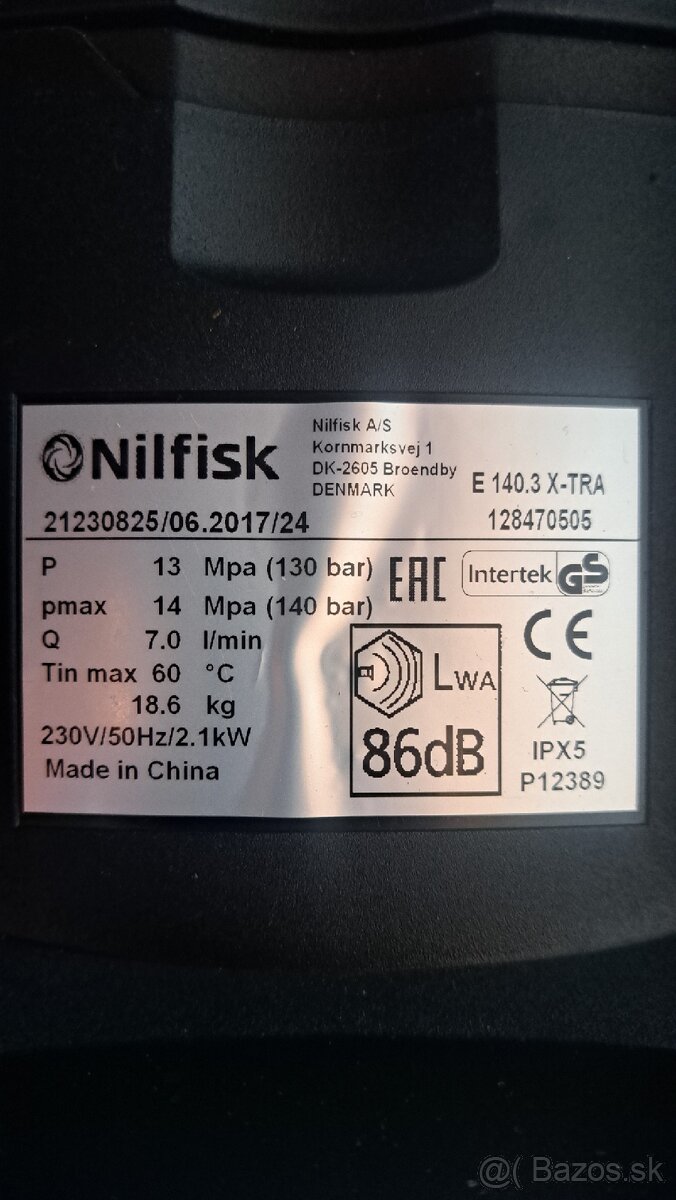 Nilfisk
Nilfisk A/S
Kornmarksvej 1
DK-2605 Broendby
DENMARK
E 140.3 X-TRA
21230825/06.2017/24
128470505
P 13 Mpa (130 bar)
pmax 14 Mpa (140 bar)
Q 7.0 l/min
Tin max 60 °C
18.6 kg
230V/50Hz/2.1kW
Made in China
EAC
Intertek GS
CE
LWA
86dB
IPX5
P12389
@( Bazos.sk